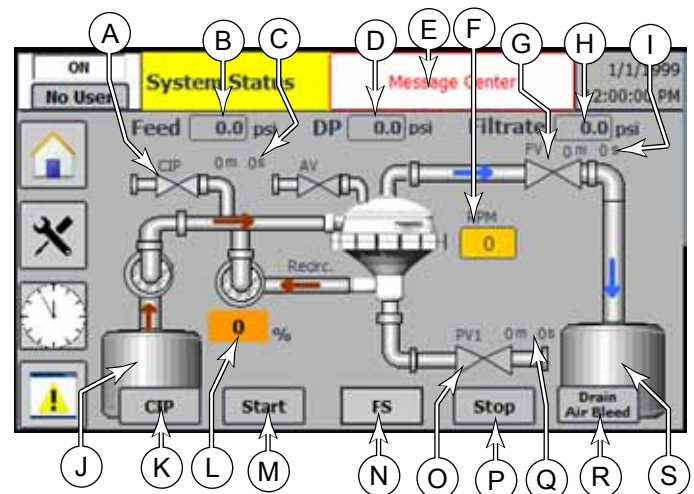 A B C D E F G H I
ON
No User
System Status
Message Center
1/1/1999
2:00:00 PM
Feed 0.0 psi DP 0.0 psi Filtrate 0.0 psi
CIP 0m 0s AV FV 0m 0s
RPM
0
Recirc.
0 %
PV1 0m 0s
CIP Start FS Stop Drain
Air Bleed
J K L M N O P Q R S